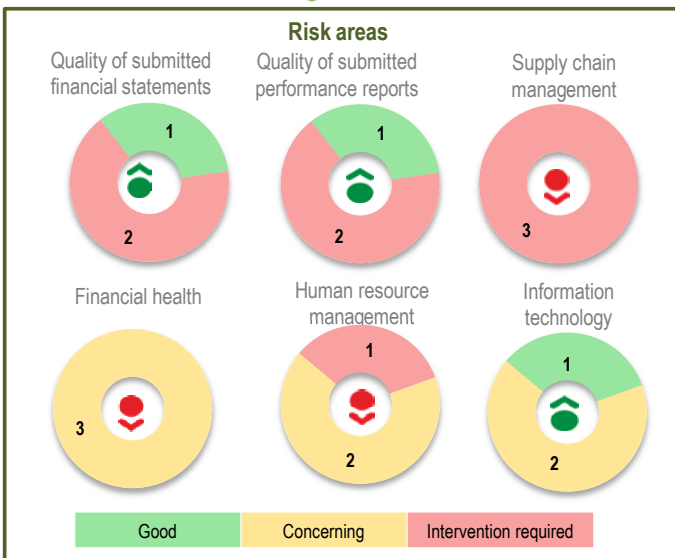 Risk areas
Quality of submitted
financial statements
Quality of submitted
performance reports
Supply chain
management
1
2
1
2
3
Financial health
Human resource
management
Information
technology
3
1
2
1
2
Good
Concerning
Intervention required